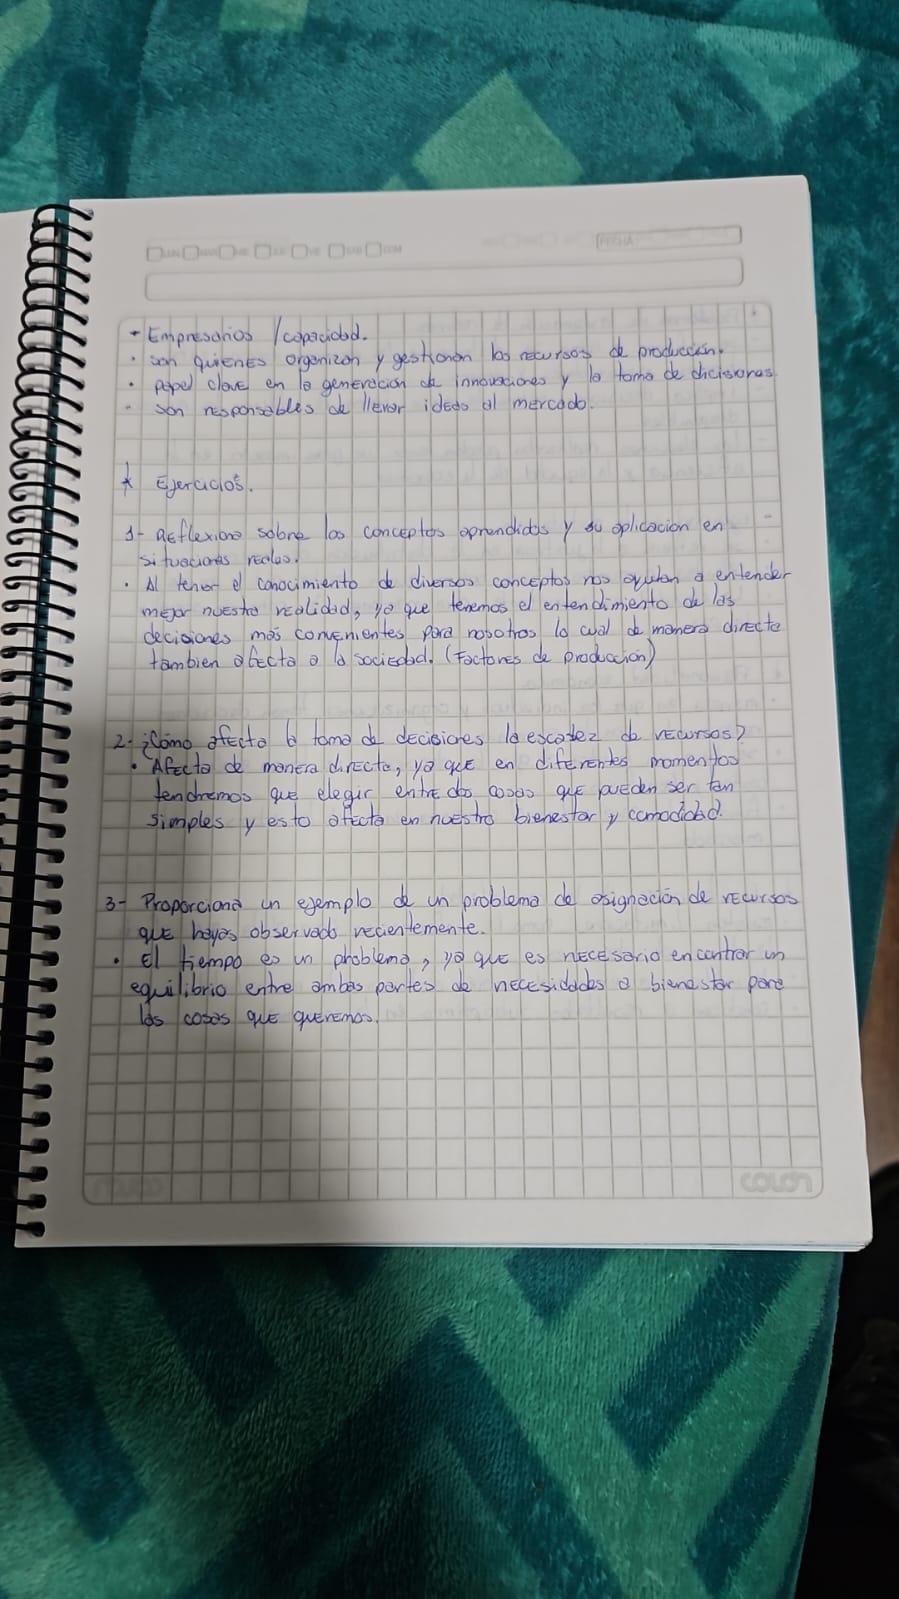 LUN MAR MIE JUE VIE SAB DOM FECHA
- Empresarios / capacidad.
· son quienes organizan y gestionan los recursos de producción.
· papel clave en la generación de innovaciones y la toma de dicisiones
- son responsables de llevar ideas al mercado.
* Ejercicios.
1- Reflexiona sobre los conceptos aprendidos y su aplicacion en
situaciones reales.
· Al tener el conocimiento de diversos conceptos nos ayudan a entender
mejor nuestra realidad, ya que tenemos el entendimiento de las
decisiones más convenientes para nosotros lo cual de manera directa
tambien afecta a la sociedad. (Factores de producción)
2- ¿Cómo afecta la toma de decisiones la escasez de recursos?
· Afecta de manera directa, ya que en diferentes momentos
tendremos que elegir entre dos cosas que pueden ser tan
simples y esto afecta en nuestro bienestar y comodidad.
3- Proporciona un ejemplo de un problema de asignación de recursos
que hayas observado recientemente.
· El tiempo es un problema, ya que es necesario encontrar un
equilibrio entre ambas partes de necesidades o bienestar para
las cosas que queremos.
COLOR